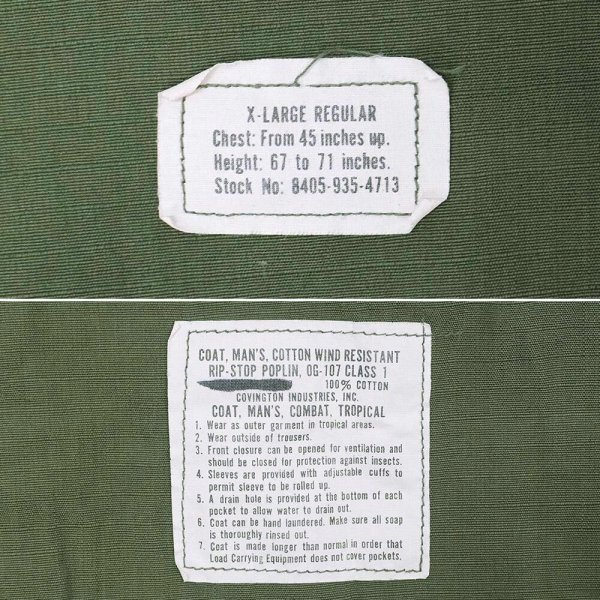 X-LARGE REGULAR
Chest: From 45 inches up.
Height: 67 to 71 inches.
Stock No: 8405-935-4713
COAT, MAN'S, COTTON WIND RESISTANT
RIP-STOP POPLIN, OG-107 CLASS 1
100% COTTON
COVINGTON INDUSTRIES, INC.
COAT, MAN'S, COMBAT, TROPICAL
1. Wear as outer garment in tropical areas.
2. Wear outside of trousers.
3. Front closure can be opened for ventilation and
should be closed for protection against insects.
4. Sleeves are provided with adjustable cuffs to
permit sleeve to be rolled up.
5. A drain hole is provided at the bottom of each
pocket to allow water to drain out.
6. Coat can be hand laundered. Make sure all soap
is thoroughly rinsed out.
7. Coat is made longer than normal in order that
Load Carrying Equipment does not cover pockets.